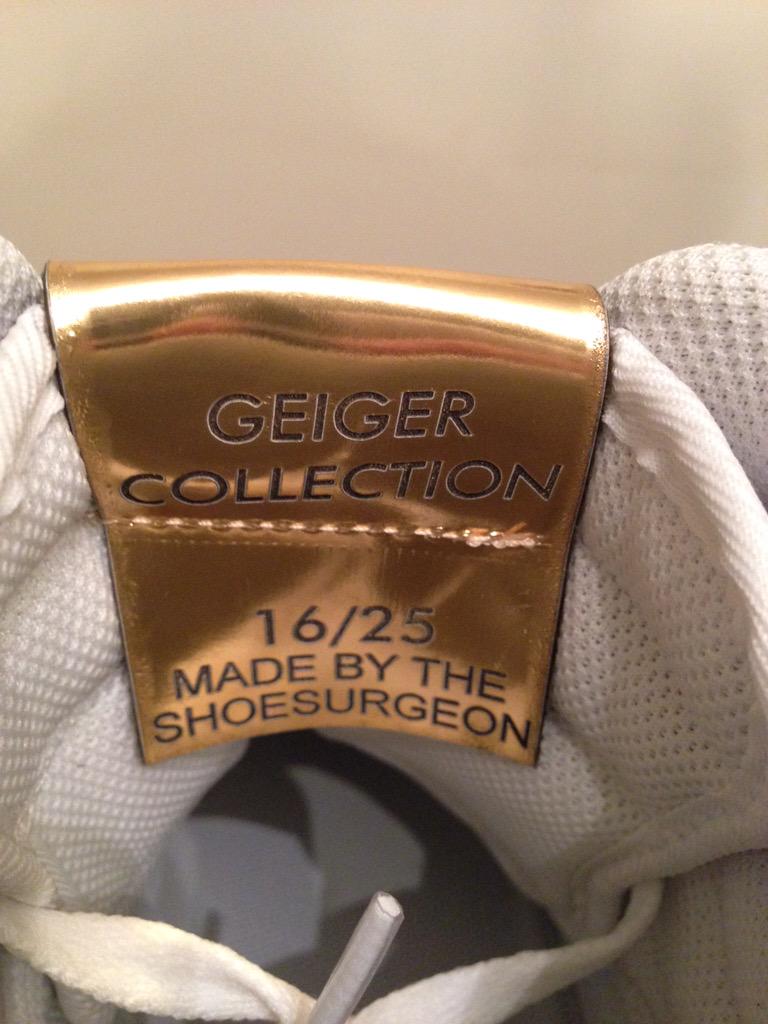 GEIGER
COLLECTION
16/25
MADE BY THE
SHOESURGEON